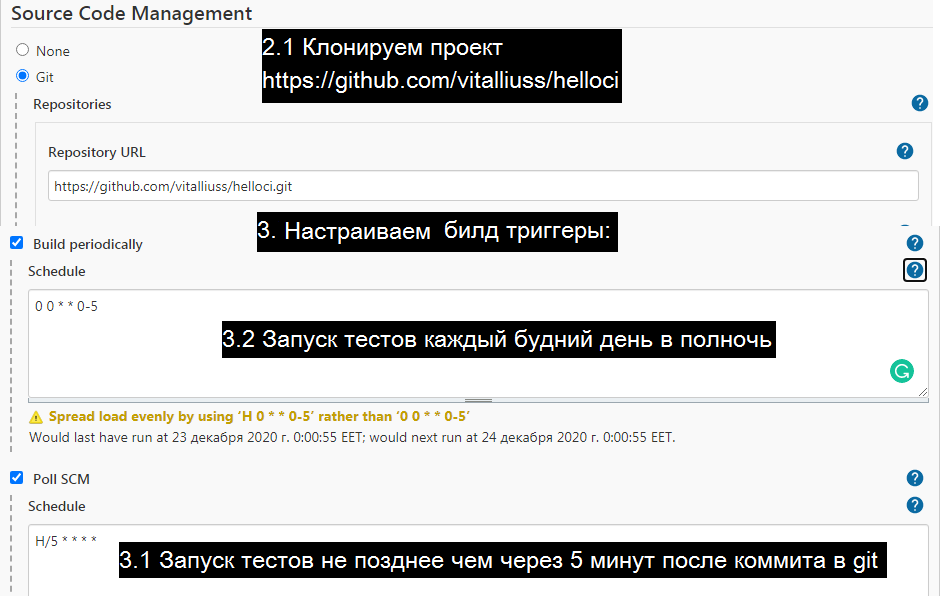 Source Code Management
None
2.1 Клонируем проект
https://github.com/vitalliuss/helloci
Git
Repositories
Repository URL
https://github.com/vitalliuss/helloci.git
3. Настраиваем билд триггеры:
Build periodically
Schedule
0 0 * * 0-5
3.2 Запуск тестов каждый будний день в полночь
Spread load evenly by using ‘H 0 * * 0-5’ rather than ‘0 0 * * 0-5’
Would last have run at 23 декабря 2020 г. 0:00:55 EET; would next run at 24 декабря 2020 г. 0:00:55 EET.
Poll SCM
Schedule
H/5 * * * *
3.1 Запуск тестов не позднее чем через 5 минут после коммита в git